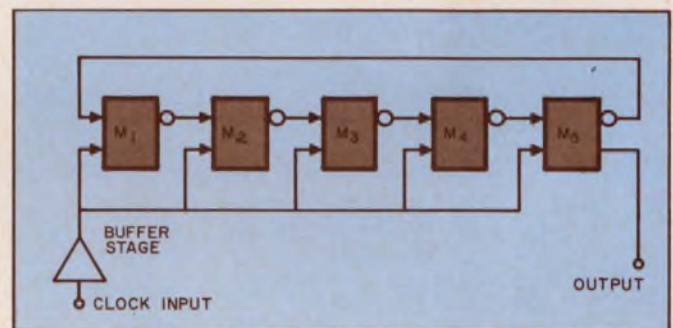 M1 M2 M3 M4 M5
BUFFER
STAGE
OUTPUT
CLOCK INPUT